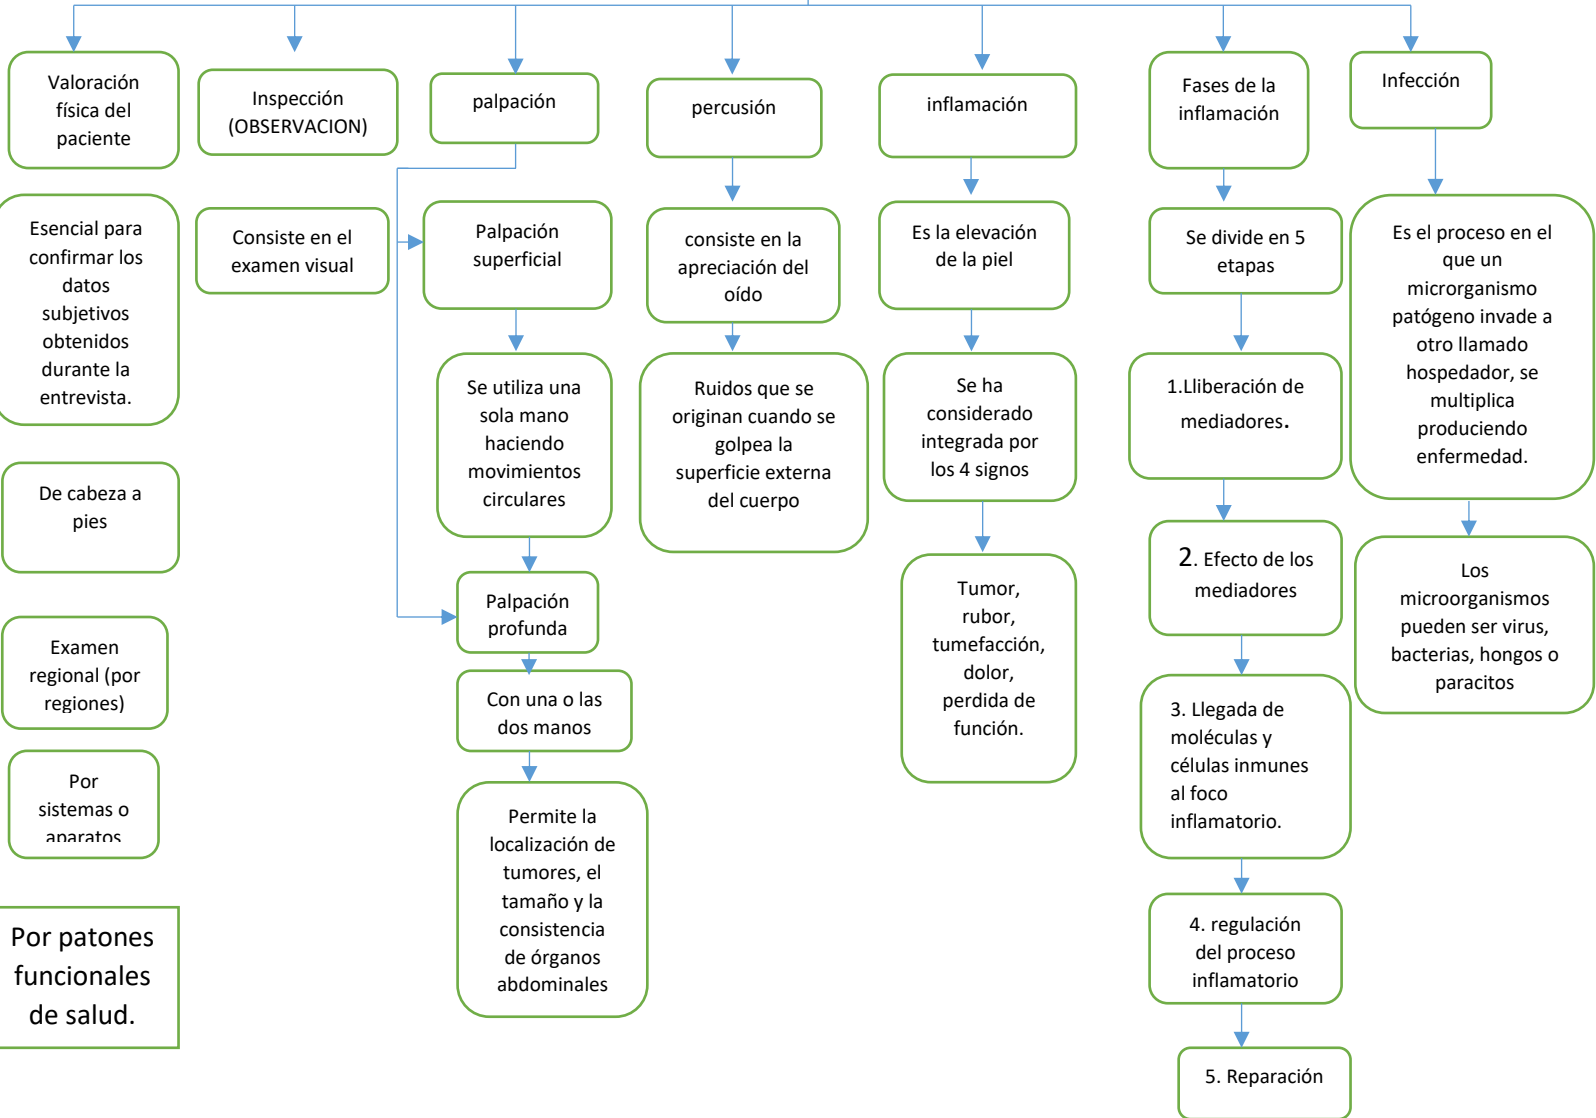 Valoración
física del
paciente
Esencial para
confirmar los
datos
subjetivos
obtenidos
durante la
entrevista.
De cabeza a
pies
Examen
regional (por
regiones)
Por
sistemas o
aparatos
Por patones
funcionales
de salud.
Inspección
(OBSERVACION)
Consiste en el
examen visual
palpación
Palpación
superficial
Se utiliza una
sola mano
haciendo
movimientos
circulares
Palpación
profunda
Con una o las
dos manos
Permite la
localización de
tumores, el
tamaño y la
consistencia
de órganos
abdominales
percusión
consiste en la
apreciación del
oído
Ruidos que se
originan cuando se
golpea la
superficie externa
del cuerpo
inflamación
Es la elevación
de la piel
Se ha
considerado
integrada por
los 4 signos
Tumor,
rubor,
tumefacción,
dolor,
perdida de
función.
Fases de la
inflamación
Se divide en 5
etapas
1.Lliberación de
mediadores.
2. Efecto de los
mediadores
3. Llegada de
moléculas y
células inmunes
al foco
inflamatorio.
4. regulación
del proceso
inflamatorio
5. Reparación
Infección
Es el proceso en el
que un
microrganismo
patógeno invade a
otro llamado
hospedador, se
multiplica
produciendo
enfermedad.
Los
microorganismos
pueden ser virus,
bacterias, hongos o
paracitos